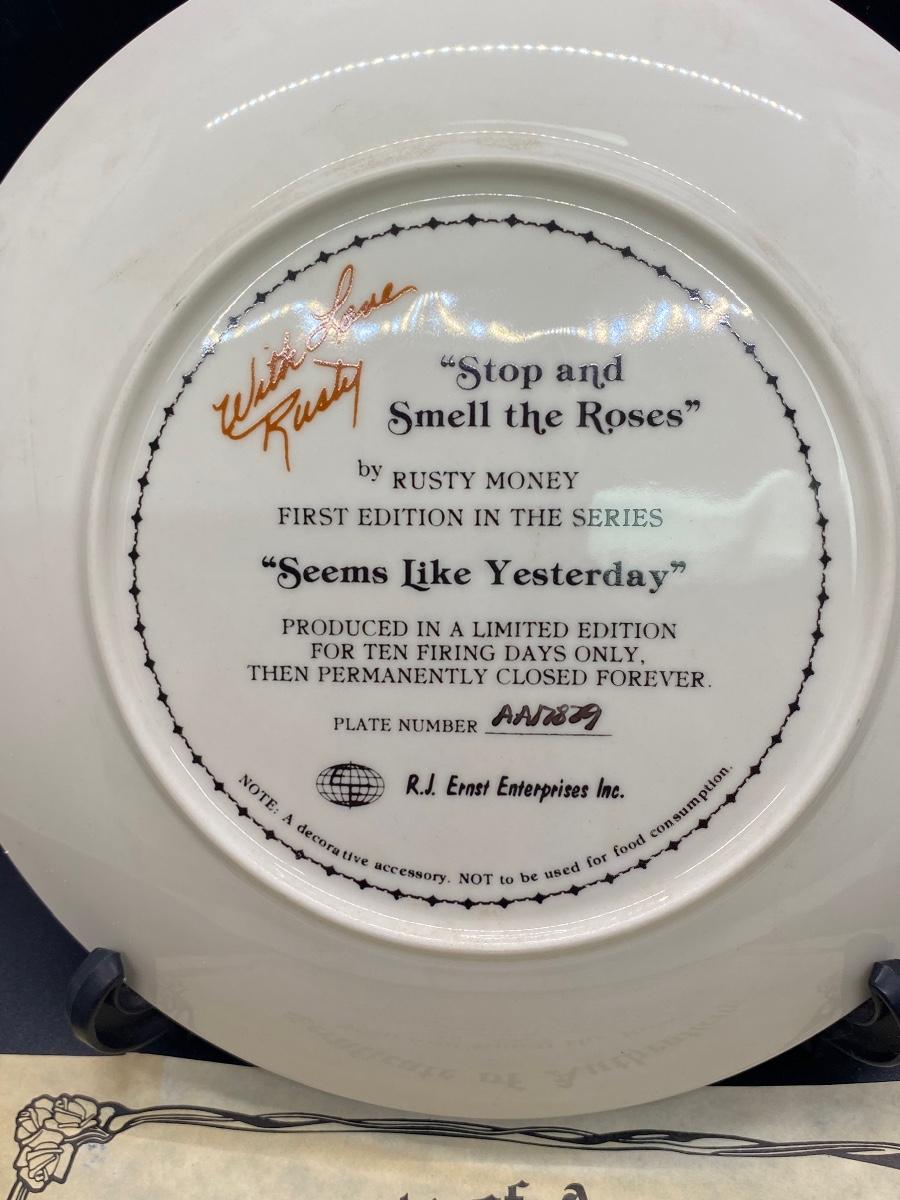 With Love
Rusty
"Stop and
Smell the Roses"
by RUSTY MONEY
FIRST EDITION IN THE SERIES
"Seems Like Yesterday"
PRODUCED IN A LIMITED EDITION
FOR TEN FIRING DAYS ONLY,
THEN PERMANENTLY CLOSED FOREVER.
PLATE NUMBER
R.J. Ernst Enterprises Inc.
NOTE: A decorative accessory. NOT to be used for food consumption.